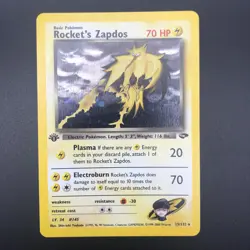 Basic Pokémon
Rocket's Zapdos 70 HP
Electric Pokémon. Length: 5' 3", Weight: 116 lbs.
Plasma If there are any Energy
cards in your discard pile, attach 1 of 20
them to Rocket's Zapdos.
Electroburn Rocket's Zapdos does
damage to itself equal to 10 times the 70
number of Energy cards attached to it.
weakness resistance -30
retreat cost
15/132